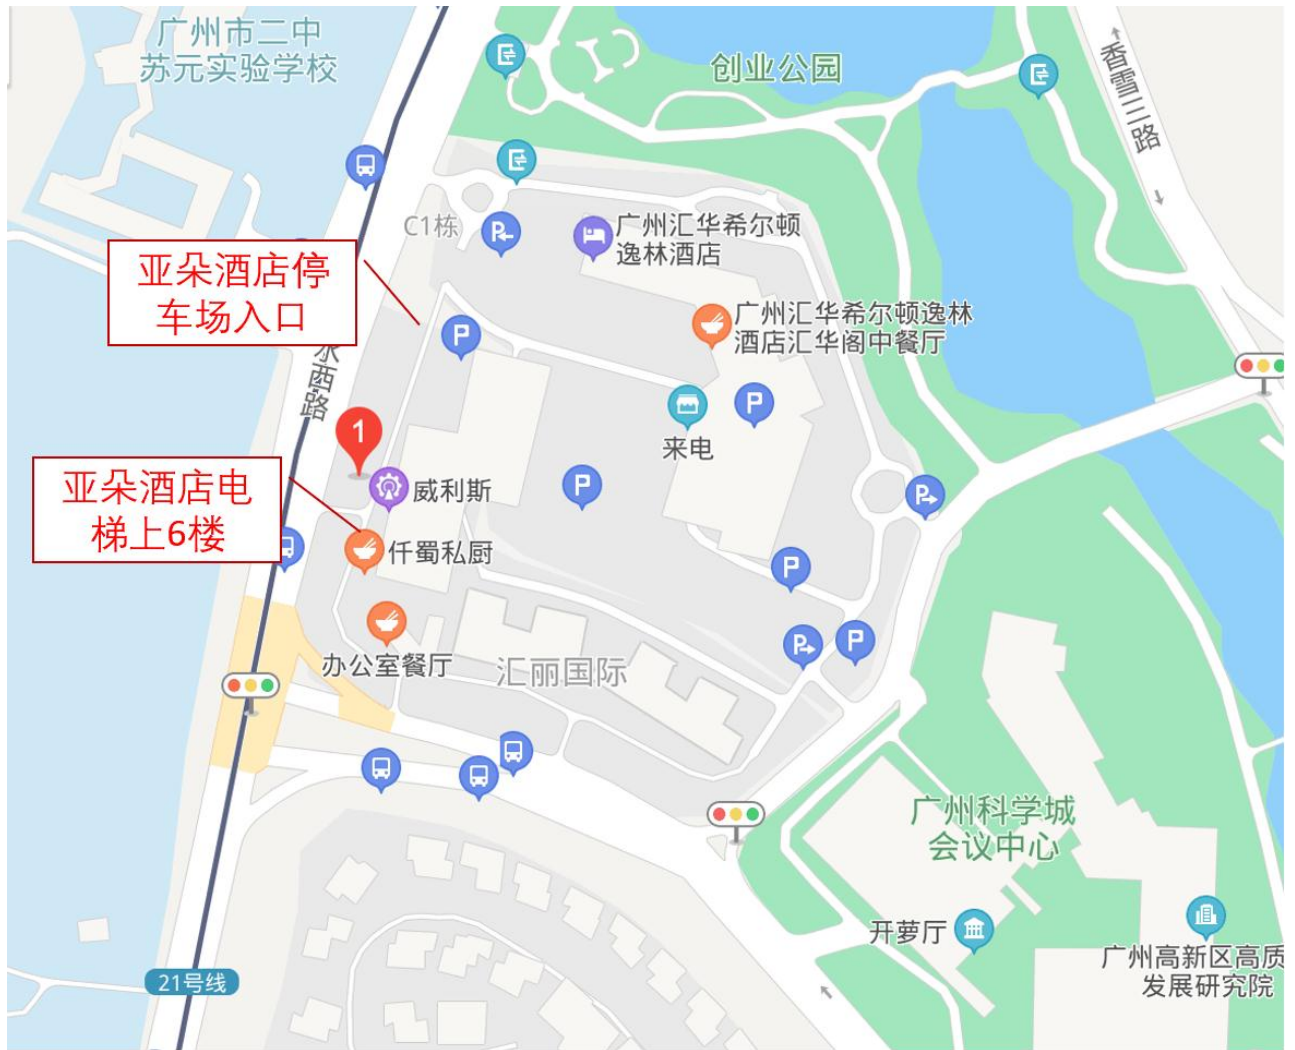 广州市二中
苏元实验学校
创业公园
香雪三路
C1栋
广州汇华希尔顿
逸林酒店
亚朵酒店停
车场入口
广州汇华希尔顿逸林
酒店汇华阁中餐厅
水西路
P
P
来电
1
亚朵酒店电
梯上6楼
威利斯
P
P
仟蜀私厨
P
办公室餐厅
汇丽国际
P
P
广州科学城
会议中心
开萝厅
广州高新区高质
发展研究院
21号线